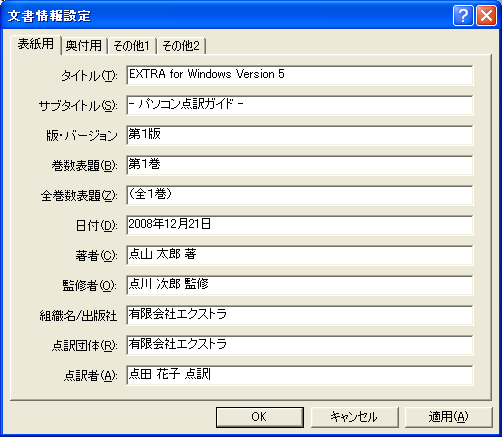 文書情報設定
表紙用 奥付用 その他1 その他2
タイトル(T): EXTRA for Windows Version 5
サブタイトル(S): - パソコン点訳ガイド -
版・バージョン 第1版
巻数表題(B): 第1巻
全巻数表題(Z): (全1巻)
日付(D): 2008年12月21日
著者(C): 点山 太郎 著
監修者(O): 点川 次郎 監修
組織名/出版社 有限会社エクストラ
点訳団体(R): 有限会社エクストラ
点訳者(A): 点田 花子 点訳
OK キャンセル 適用(A)